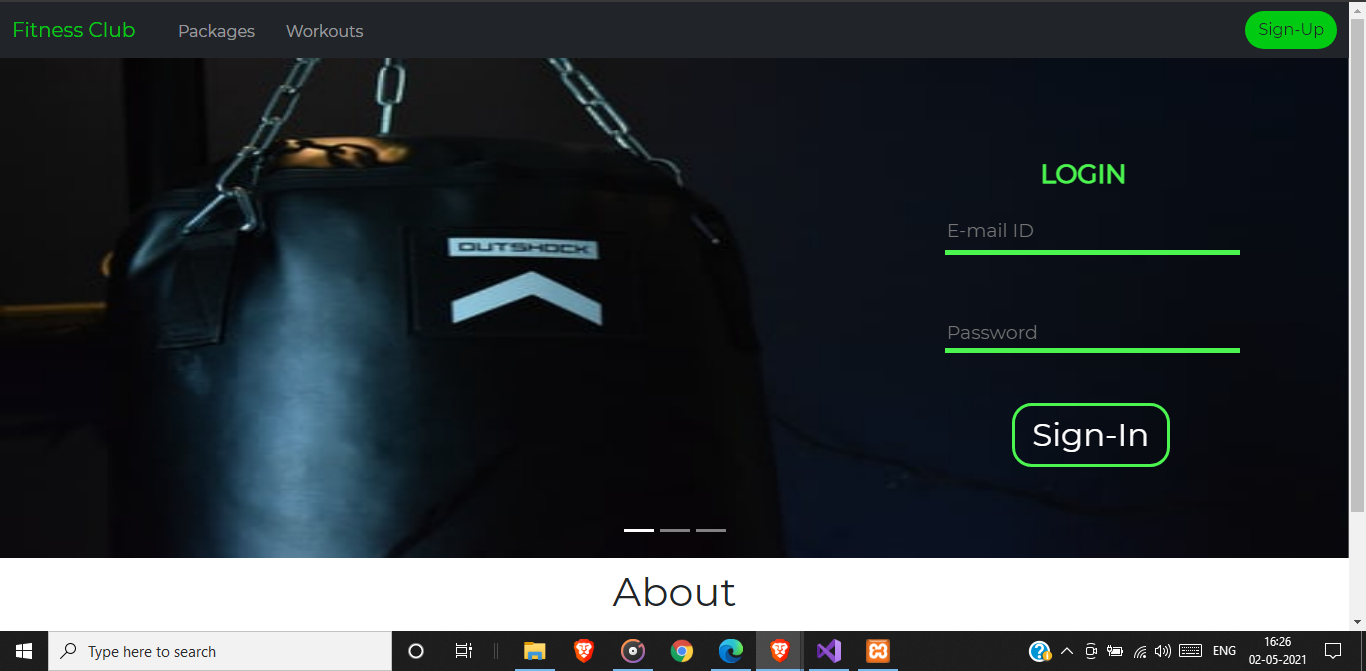 Fitness Club Packages Workouts Sign-Up
OUTSHOCK
LOGIN
E-mail ID
Password
Sign-In
About
Type here to search
ENG
16:26
02-05-2021